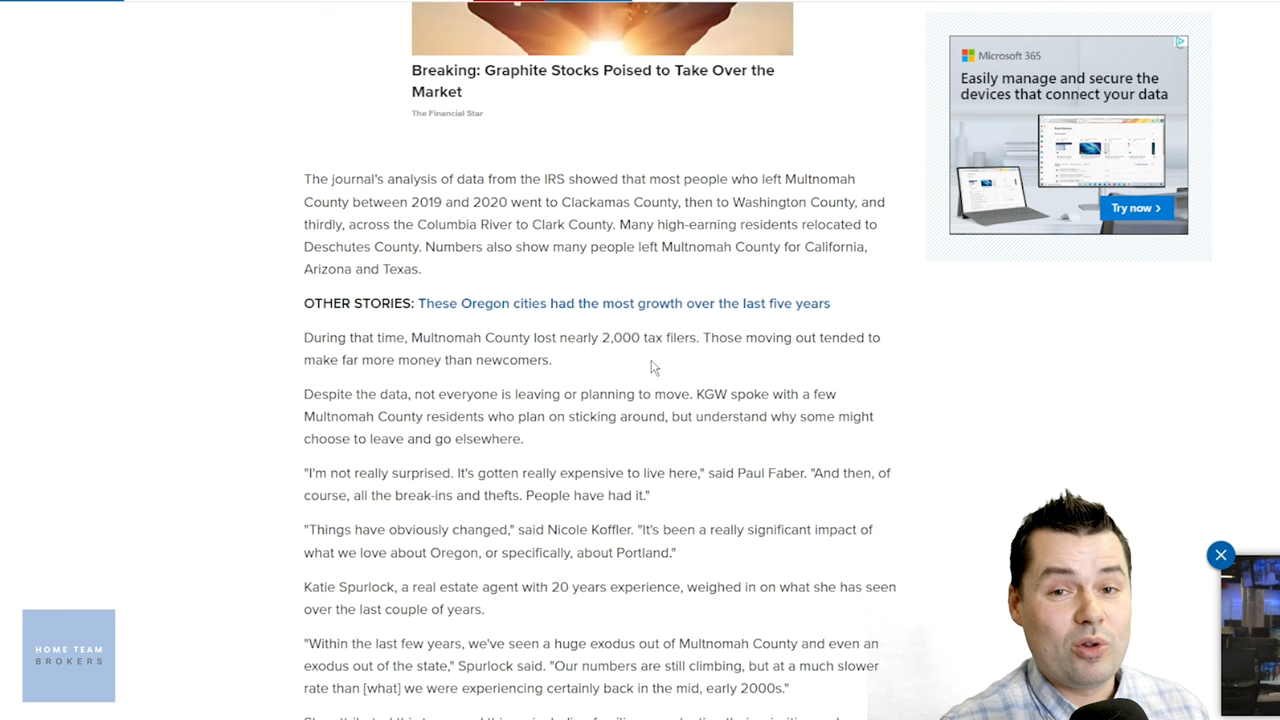 Breaking: Graphite Stocks Poised to Take Over the
Market
The Financial Star
Microsoft 365
Easily manage and secure the
devices that connect your data
Try now >
The journal's analysis of data from the IRS showed that most people who left Multnomah
County between 2019 and 2020 went to Clackamas County, then to Washington County, and
thirdly, across the Columbia River to Clark County. Many high-earning residents relocated to
Deschutes County. Numbers also show many people left Multnomah County for California,
Arizona and Texas.
OTHER STORIES: These Oregon cities had the most growth over the last five years
During that time, Multnomah County lost nearly 2,000 tax filers. Those moving out tended to
make far more money than newcomers.
Despite the data, not everyone is leaving or planning to move. KGW spoke with a few
Multnomah County residents who plan on sticking around, but understand why some might
choose to leave and go elsewhere.
"I'm not really surprised. It's gotten really expensive to live here," said Paul Faber. "And then, of
course, all the break-ins and thefts. People have had it."
"Things have obviously changed," said Nicole Koffler. "It's been a really significant impact of
what we love about Oregon, or specifically, about Portland."
Katie Spurlock, a real estate agent with 20 years experience, weighed in on what she has seen
over the last couple of years.
"Within the last few years, we've seen a huge exodus out of Multnomah County and even an
exodus out of the state," Spurlock said. "Our numbers are still climbing, but at a much slower
rate than [what] we were experiencing certainly back in the mid, early 2000s."
HOME TEAM
BROKERS